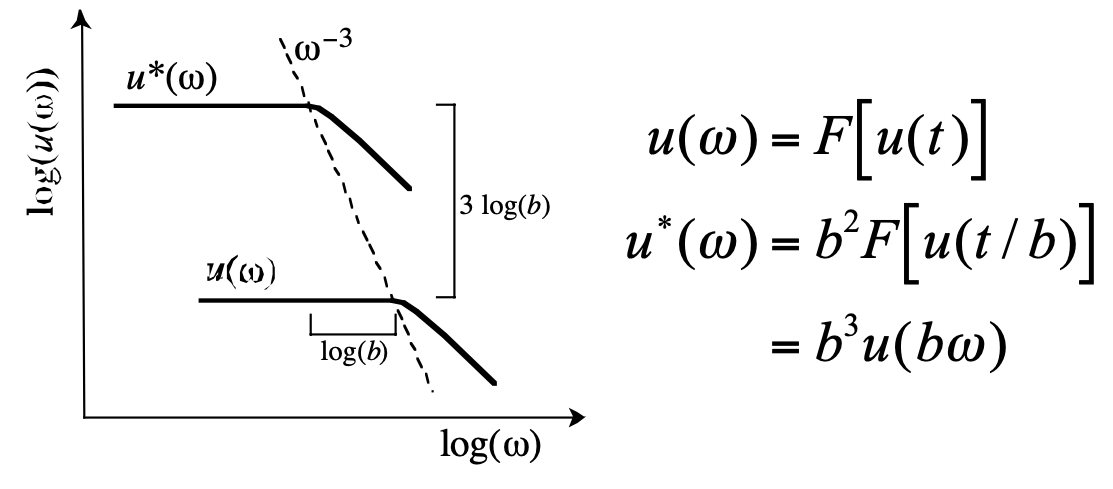 ω⁻³
u*(ω)
log(u(ω))
3 log(b)
u(ω)
log(b)
log(ω)
u(ω) = F[u(t)]
u*(ω) = b²F[u(t/b)]
= b³u(bω)